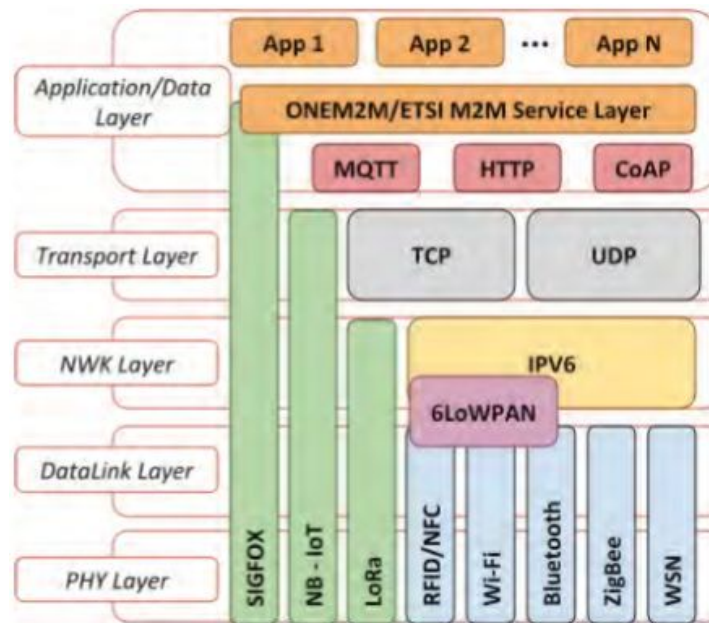 App 1
App 2
...
App N
Application/Data
Layer
ONEM2M/ETSI M2M Service Layer
MQTT
HTTP
CoAP
Transport Layer
TCP
UDP
NWK Layer
IPV6
6LoWPAN
DataLink Layer
PHY Layer
SIGFOX
NB - IoT
LoRa
RFID/NFC
Wi-Fi
Bluetooth
ZigBee
WSN